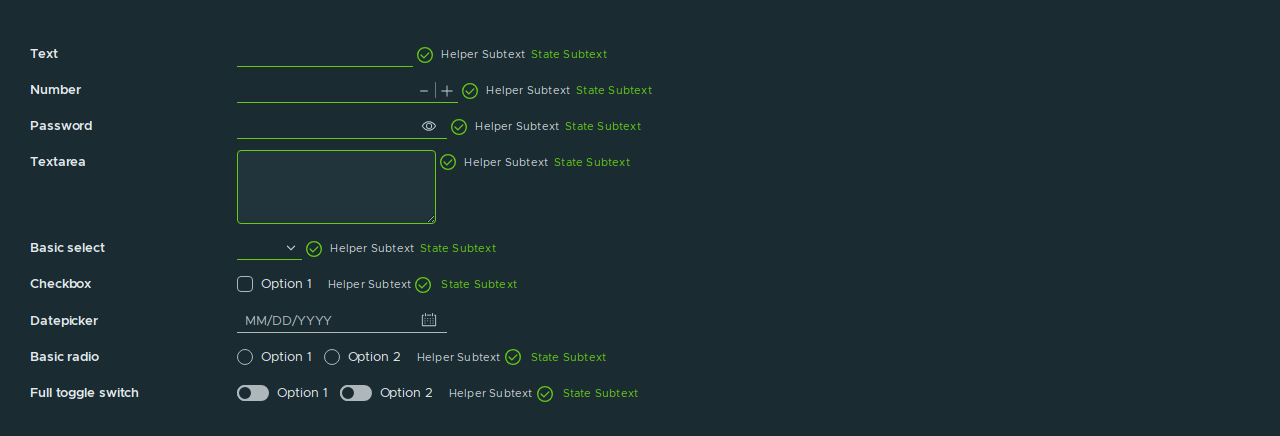 Text Helper Subtext State Subtext
Number Helper Subtext State Subtext
Password Helper Subtext State Subtext
Textarea Helper Subtext State Subtext
Basic select Helper Subtext State Subtext
Checkbox Option 1 Helper Subtext State Subtext
Datepicker MM/DD/YYYY
Basic radio Option 1 Option 2 Helper Subtext State Subtext
Full toggle switch Option 1 Option 2 Helper Subtext State Subtext